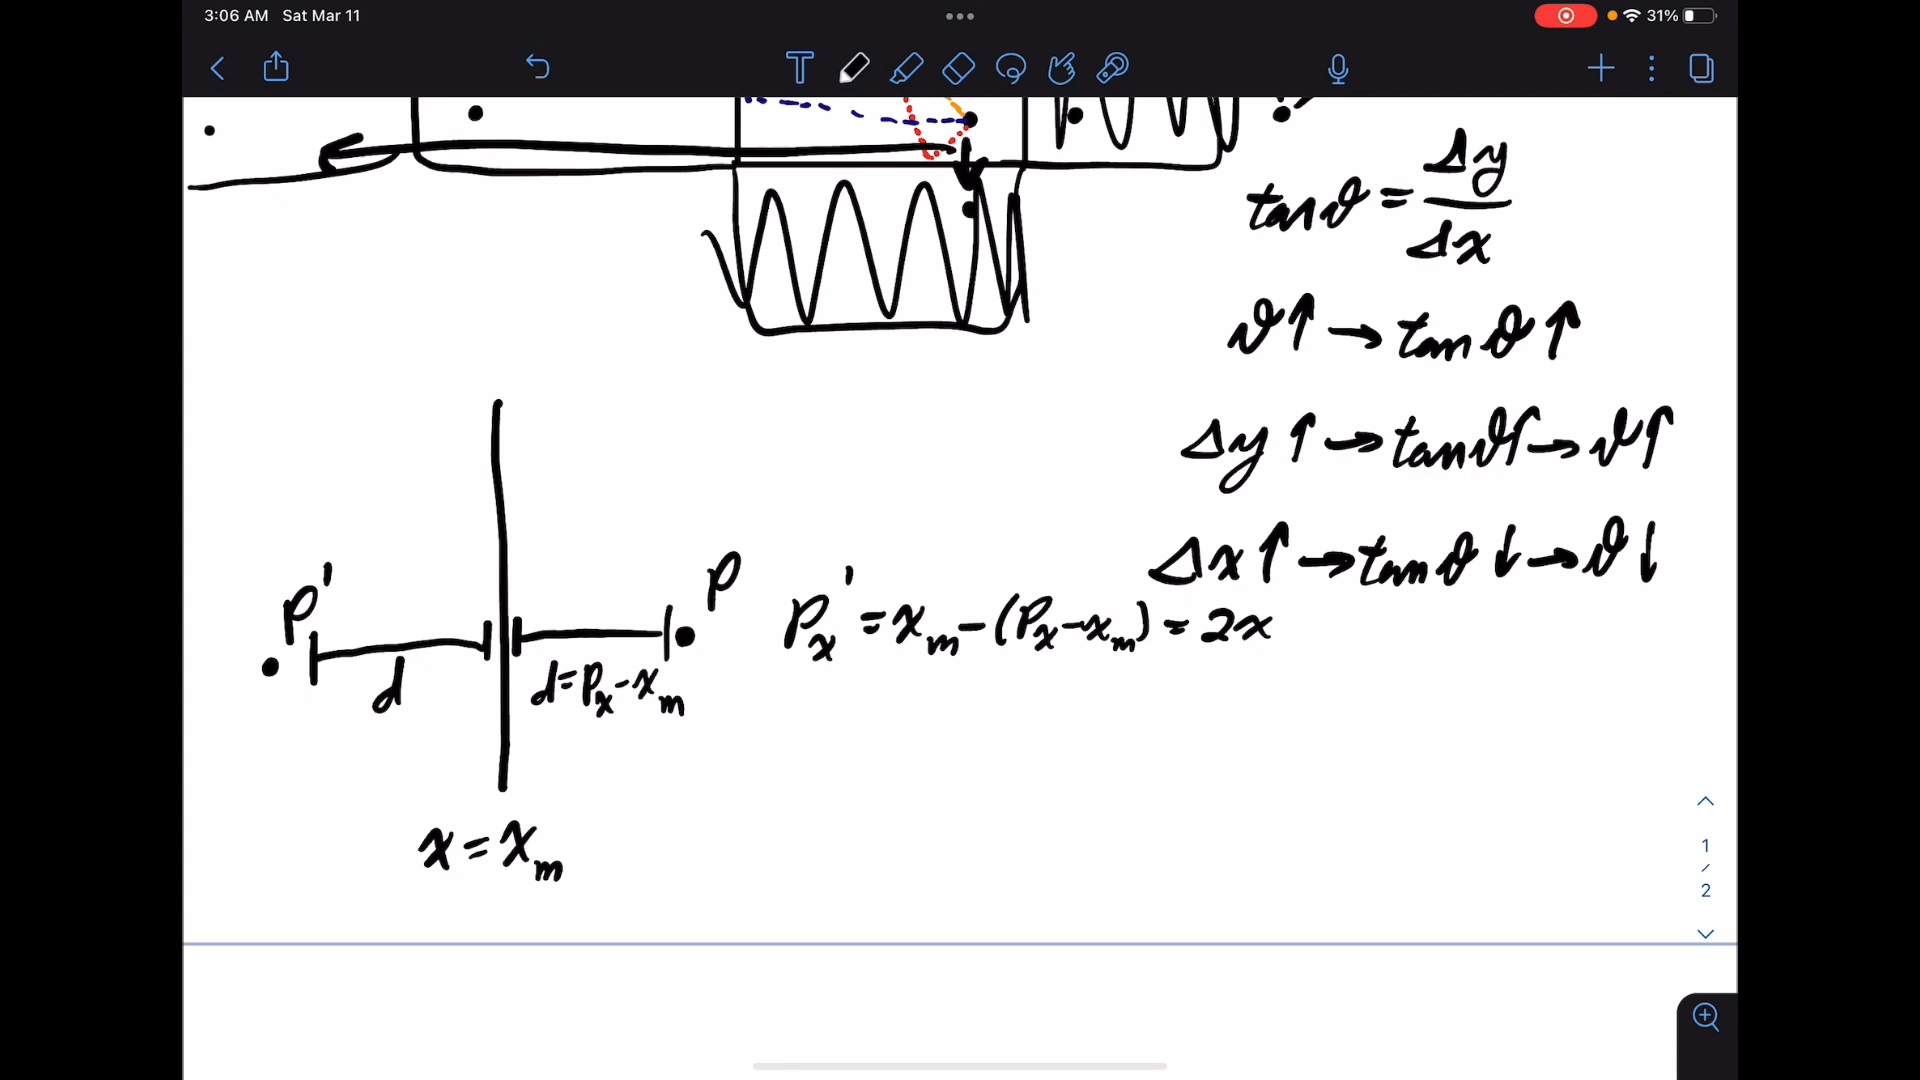 3:06 AM Sat Mar 11
31%
T
tanθ = Δy/Δx
θ↑ → tanθ↑
Δy↑ → tanθ↑ → θ↑
Δx↑ → tanθ↓ → θ↓
P'
P
d
d=Pₓ-xₘ
Pₓ' = xₘ-(Pₓ-xₘ) = 2x
x=xₘ
1
/
2